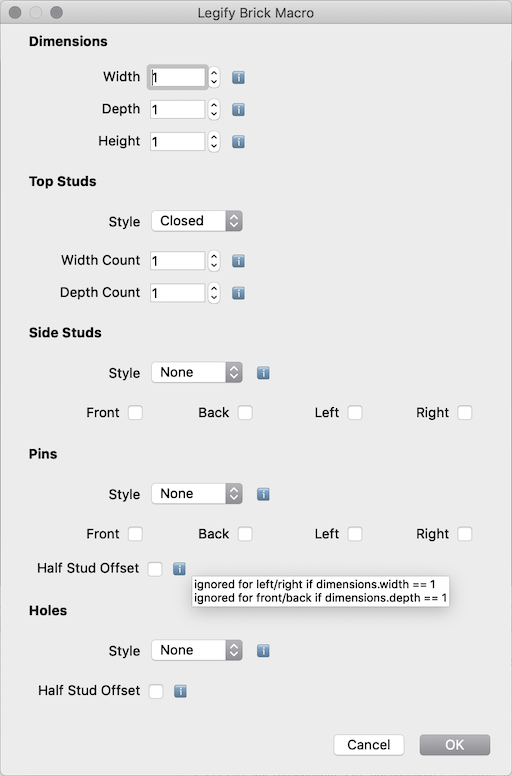 Legify Brick Macro
Dimensions
Width 1
Depth 1
Height 1
Top Studs
Style Closed
Width Count 1
Depth Count 1
Side Studs
Style None
Front Back Left Right
Pins
Style None
Front Back Left Right
Half Stud Offset
ignored for left/right if dimensions.width == 1
ignored for front/back if dimensions.depth == 1
Holes
Style None
Half Stud Offset
Cancel OK